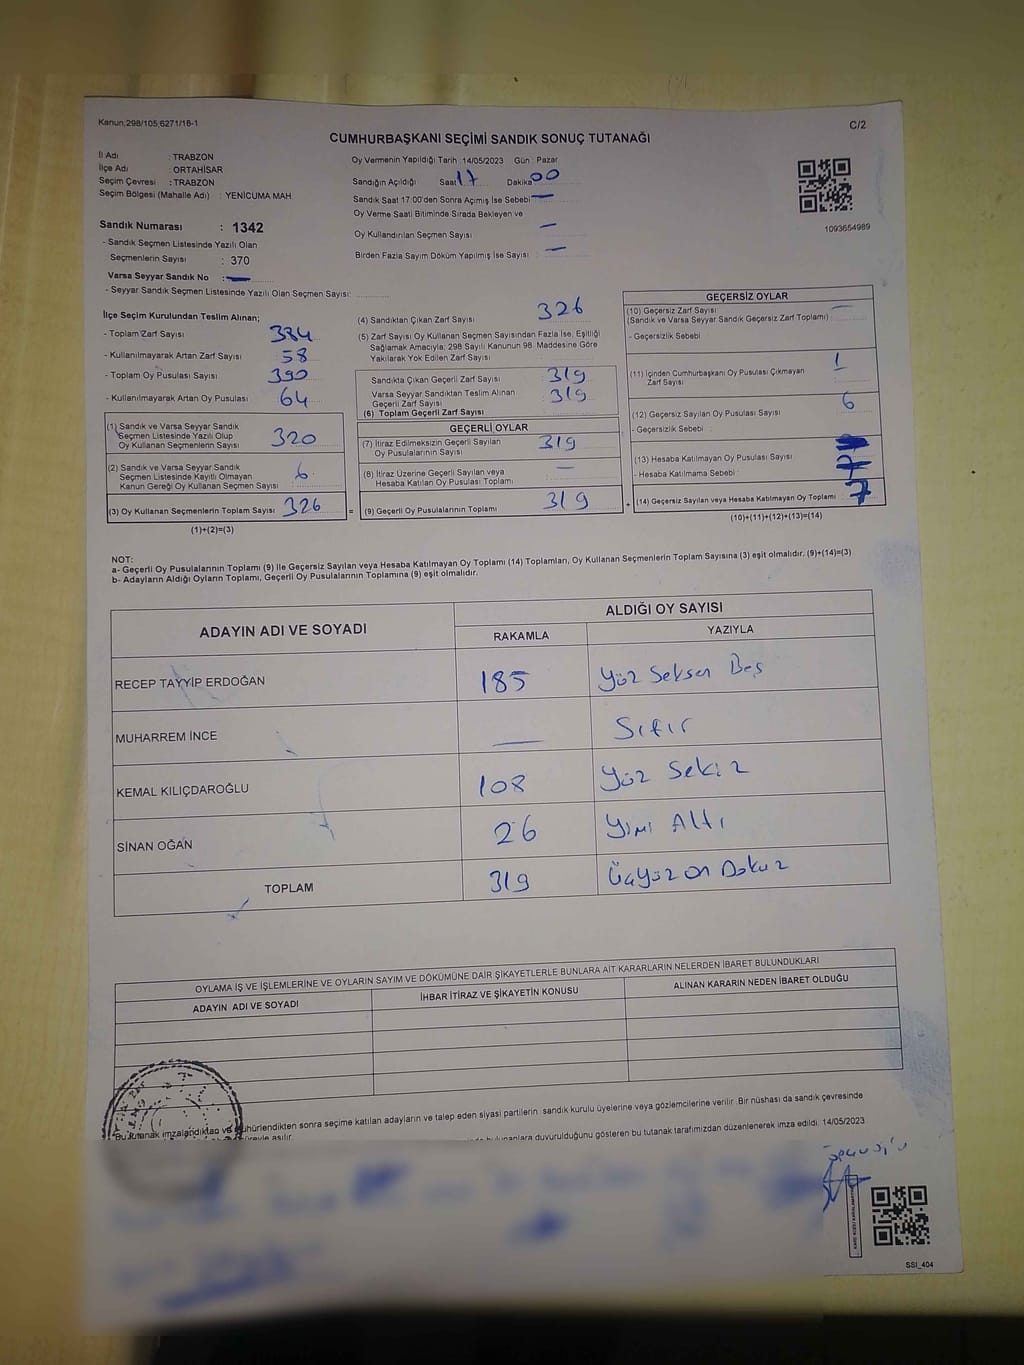 Kanun;298/105,6271/18-1
C/2
CUMHURBAŞKANI SEÇİMİ SANDIK SONUÇ TUTANAĞI
İl Adı : TRABZON
İlçe Adı : ORTAHİSAR
Seçim Çevresi : TRABZON
Seçim Bölgesi (Mahalle Adı) : YENİCUMA MAH
Oy Vermenin Yapıldığı Tarih : 14/05/2023 Gün : Pazar
Sandığın Açıldığı Saat 17 Dakika 00
Sandık Saat 17:00'den Sonra Açılmış İse Sebebi —
Oy Verme Saati Bitiminde Sırada Bekleyen ve
Oy Kullandırılan Seçmen Sayısı —
Birden Fazla Sayım Döküm Yapılmış İse Sayısı —
1093654989
Sandık Numarası : 1342
- Sandık Seçmen Listesinde Yazılı Olan
Seçmenlerin Sayısı : 370
Varsa Seyyar Sandık No : —
- Seyyar Sandık Seçmen Listesinde Yazılı Olan Seçmen Sayısı:
İlçe Seçim Kurulundan Teslim Alınan;
- Toplam Zarf Sayısı 384
- Kullanılmayarak Artan Zarf Sayısı 58
- Toplam Oy Pusulası Sayısı 390
- Kullanılmayarak Artan Oy Pusulası 64
(1) Sandık ve Varsa Seyyar Sandık
Seçmen Listesinde Yazılı Olup
Oy Kullanan Seçmenlerin Sayısı 320
(2) Sandık ve Varsa Seyyar Sandık
Seçmen Listesinde Kayıtlı Olmayan
Kanun Gereği Oy Kullanan Seçmen Sayısı 6
(3) Oy Kullanan Seçmenlerin Toplam Sayısı 326
(1)+(2)=(3)
=
(4) Sandıktan Çıkan Zarf Sayısı 326
(5) Zarf Sayısı Oy Kullanan Seçmen Sayısından Fazla İse, Eşitliği
Sağlamak Amacıyla; 298 Sayılı Kanunun 98. Maddesine Göre
Yakılarak Yok Edilen Zarf Sayısı
Sandıkta Çıkan Geçerli Zarf Sayısı 319
Varsa Seyyar Sandıktan Teslim Alınan
Geçerli Zarf Sayısı 319
(6) Toplam Geçerli Zarf Sayısı
GEÇERLİ OYLAR
(7) İtiraz Edilmeksizin Geçerli Sayılan
Oy Pusulalarının Sayısı 319
(8) İtiraz Üzerine Geçerli Sayılan veya
Hesaba Katılan Oy Pusulası Toplamı —
(9) Geçerli Oy Pusulalarının Toplamı 319
+
GEÇERSİZ OYLAR
(10) Geçersiz Zarf Sayısı —
(Sandık ve Varsa Seyyar Sandık Geçersiz Zarf Toplamı)
- Geçersizlik Sebebi
(11) İçinden Cumhurbaşkanı Oy Pusulası Çıkmayan
Zarf Sayısı 1
(12) Geçersiz Sayılan Oy Pusulası Sayısı 6
- Geçersizlik Sebebi
(13) Hesaba Katılmayan Oy Pusulası Sayısı
- Hesaba Katılmama Sebebi
(14) Geçersiz Sayılan veya Hesaba Katılmayan Oy Toplamı 7
(10)+(11)+(12)+(13)=(14)
NOT:
a- Geçerli Oy Pusulalarının Toplamı (9) ile Geçersiz Sayılan veya Hesaba Katılmayan Oy Toplamı (14) Toplamları, Oy Kullanan Seçmenlerin Toplam Sayısına (3) eşit olmalıdır. (9)+(14)=(3)
b- Adayların Aldığı Oyların Toplamı, Geçerli Oy Pusulalarının Toplamına (9) eşit olmalıdır.
ADAYIN ADI VE SOYADI
ALDIĞI OY SAYISI
RAKAMLA YAZIYLA
RECEP TAYYİP ERDOĞAN 185 Yüz Seksen Beş
MUHARREM İNCE — Sıfır
KEMAL KILIÇDAROĞLU 108 Yüz Sekiz
SİNAN OĞAN 26 Yimi Altı
TOPLAM 319 Üçyüz on Dokuz
OYLAMA İŞ VE İŞLEMLERİNE VE OYLARIN SAYIM VE DÖKÜMÜNE DAİR ŞİKAYETLERLE BUNLARA AİT KARARLARIN NELERDEN İBARET BULUNDUKLARI
ADAYIN ADI VE SOYADI İHBAR İTİRAZ VE ŞİKAYETİN KONUSU ALINAN KARARIN NEDEN İBARET OLDUĞU
Bu tutanak imzalandıktan ve mühürlendikten sonra seçime katılan adayların ve talep eden siyasi partilerin sandık kurulu üyelerine veya gözlemcilerine verilir. Bir nüshası da sandık çevresinde
bulunanlara duyurulduğunu gösteren bu tutanak tarafımızdan düzenlenerek imza edildi. 14/05/2023
SSI_404